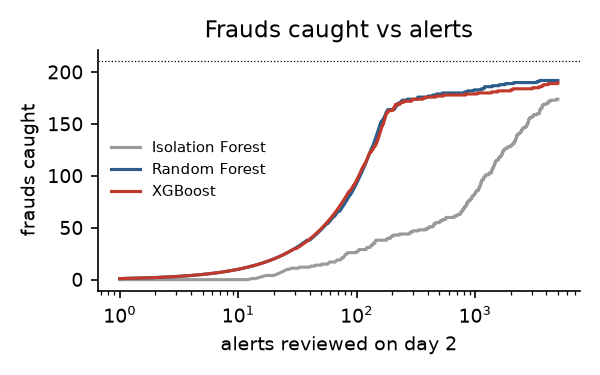 Frauds caught vs alerts
frauds caught
200
150
100
50
0
Isolation Forest
Random Forest
XGBoost
10⁰
10¹
10²
10³
alerts reviewed on day 2